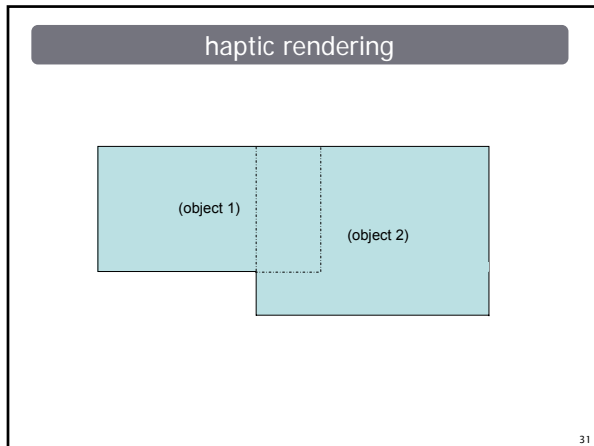 haptic rendering
(object 1)
(object 2)
31